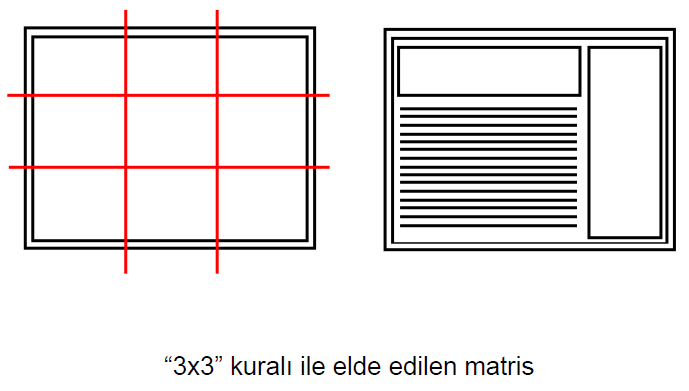 “3x3” kuralı ile elde edilen matris